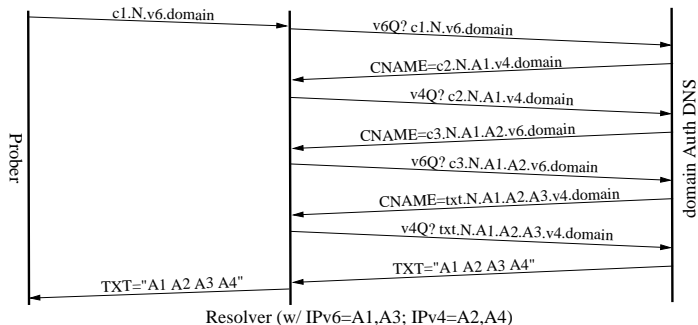 c1.N.v6.domain
v6Q? c1.N.v6.domain
CNAME=c2.N.A1.v4.domain
v4Q? c2.N.A1.v4.domain
CNAME=c3.N.A1.A2.v6.domain
v6Q? c3.N.A1.A2.v6.domain
CNAME=txt.N.A1.A2.A3.v4.domain
v4Q? txt.N.A1.A2.A3.v4.domain
TXT="A1 A2 A3 A4"
TXT="A1 A2 A3 A4"
Prober
domain Auth DNS
Resolver (w/ IPv6=A1,A3; IPv4=A2,A4)